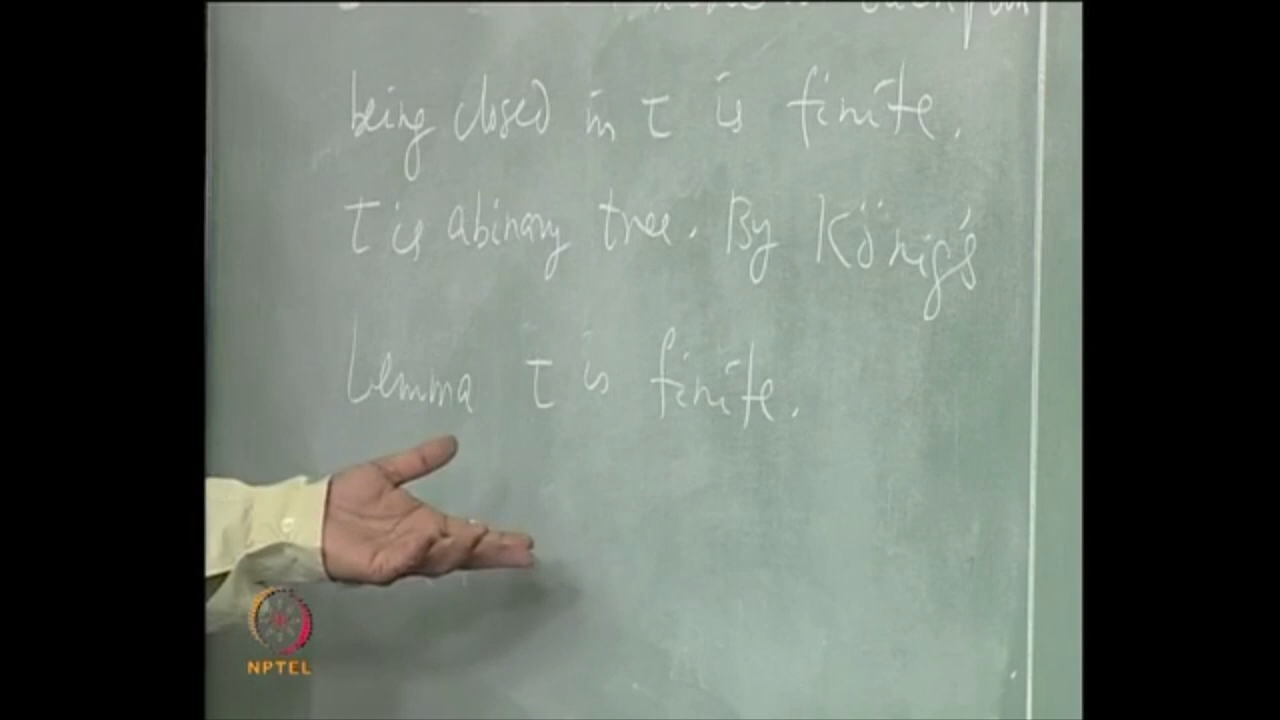 being closed in τ is finite.
τ is a binary tree. By König's
Lemma τ is finite.
NPTEL